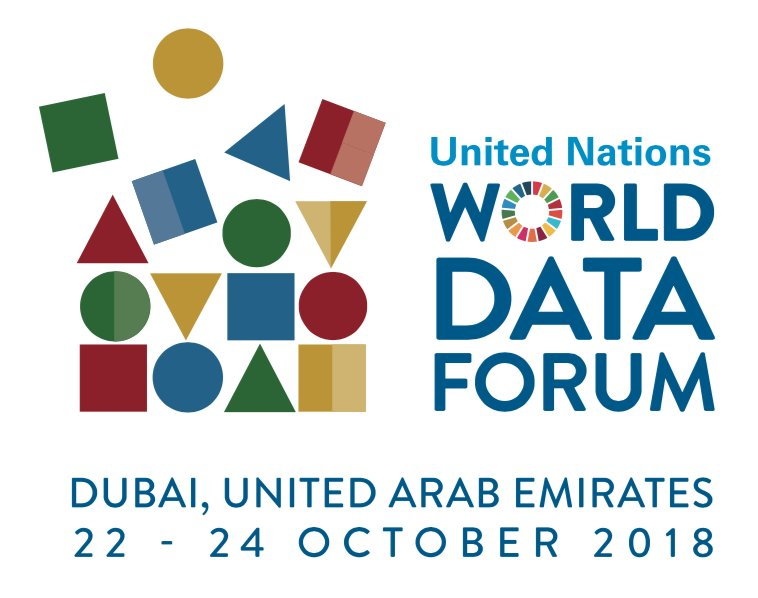 United Nations
WORLD
DATA
FORUM
DUBAI, UNITED ARAB EMIRATES
22 - 24 OCTOBER 2018